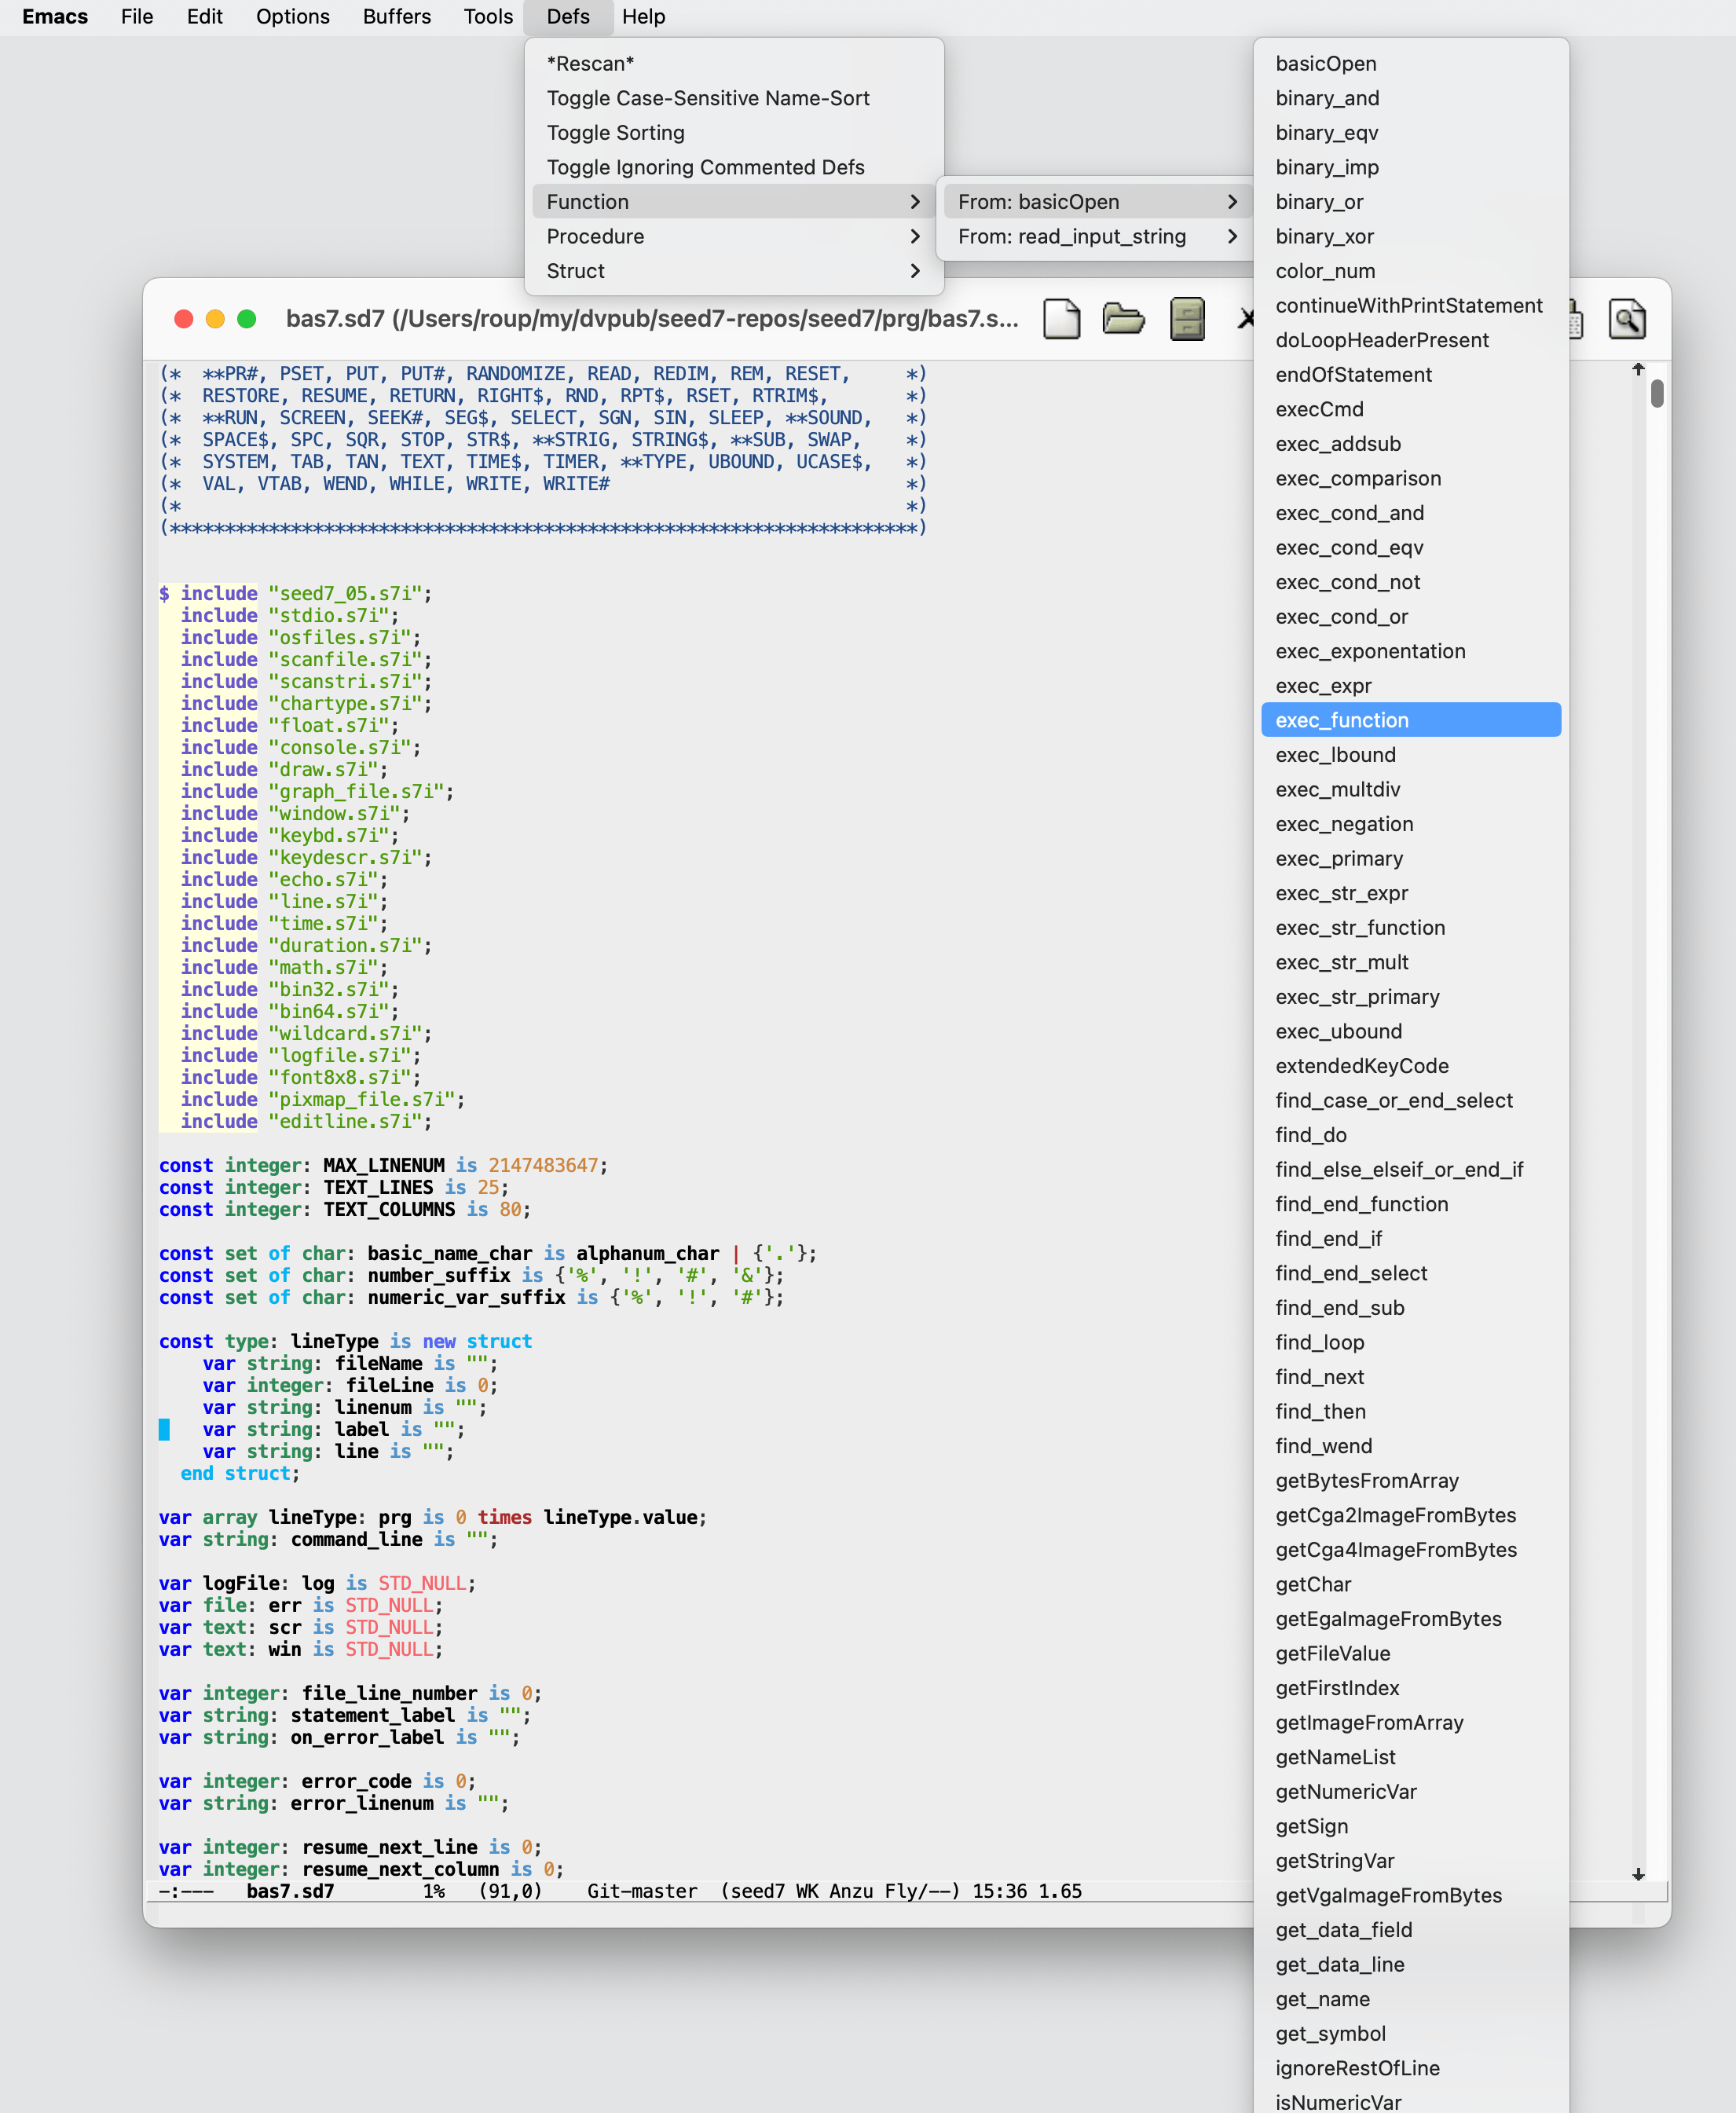 Emacs File Edit Options Buffers Tools Defs Help
*Rescan*
Toggle Case-Sensitive Name-Sort
Toggle Sorting
Toggle Ignoring Commented Defs
Function
Procedure
Struct
From: basicOpen
From: read_input_string
basicOpen
binary_and
binary_eqv
binary_imp
binary_or
binary_xor
color_num
continueWithPrintStatement
doLoopHeaderPresent
endOfStatement
execCmd
exec_addsub
exec_comparison
exec_cond_and
exec_cond_eqv
exec_cond_not
exec_cond_or
exec_exponentation
exec_expr
exec_function
exec_lbound
exec_multdiv
exec_negation
exec_primary
exec_str_expr
exec_str_function
exec_str_mult
exec_str_primary
exec_ubound
extendedKeyCode
find_case_or_end_select
find_do
find_else_elseif_or_end_if
find_end_function
find_end_if
find_end_select
find_end_sub
find_loop
find_next
find_then
find_wend
getBytesFromArray
getCga2ImageFromBytes
getCga4ImageFromBytes
getChar
getEgaImageFromBytes
getFileValue
getFirstIndex
getImageFromArray
getNameList
getNumericVar
getSign
getStringVar
getVgaImageFromBytes
get_data_field
get_data_line
get_name
get_symbol
ignoreRestOfLine
isNumericVar
bas7.sd7 (/Users/roup/my/dvpub/seed7-repos/seed7/prg/bas7.s...
(*  **PR#, PSET, PUT, PUT#, RANDOMIZE, READ, REDIM, REM, RESET,     *)
(*  RESTORE, RESUME, RETURN, RIGHT$, RND, RPT$, RSET, RTRIM$,       *)
(*  **RUN, SCREEN, SEEK#, SEG$, SELECT, SGN, SIN, SLEEP, **SOUND,   *)
(*  SPACE$, SPC, SQR, STOP, STR$, **STRIG, STRING$, **SUB, SWAP,    *)
(*  SYSTEM, TAB, TAN, TEXT, TIME$, TIMER, **TYPE, UBOUND, UCASE$,   *)
(*  VAL, VTAB, WEND, WHILE, WRITE, WRITE#                           *)
(*                                                                  *)
(********************************************************************)
$ include "seed7_05.s7i";
  include "stdio.s7i";
  include "osfiles.s7i";
  include "scanfile.s7i";
  include "scanstri.s7i";
  include "chartype.s7i";
  include "float.s7i";
  include "console.s7i";
  include "draw.s7i";
  include "graph_file.s7i";
  include "window.s7i";
  include "keybd.s7i";
  include "keydescr.s7i";
  include "echo.s7i";
  include "line.s7i";
  include "time.s7i";
  include "duration.s7i";
  include "math.s7i";
  include "bin32.s7i";
  include "bin64.s7i";
  include "wildcard.s7i";
  include "logfile.s7i";
  include "font8x8.s7i";
  include "pixmap_file.s7i";
  include "editline.s7i";
const integer: MAX_LINENUM is 2147483647;
const integer: TEXT_LINES is 25;
const integer: TEXT_COLUMNS is 80;
const set of char: basic_name_char is alphanum_char | {'.'};
const set of char: number_suffix is {'%', '!', '#', '&'};
const set of char: numeric_var_suffix is {'%', '!', '#'};
const type: lineType is new struct
    var string: fileName is "";
    var integer: fileLine is 0;
    var string: linenum is "";
    var string: label is "";
    var string: line is "";
  end struct;
var array lineType: prg is 0 times lineType.value;
var string: command_line is "";
var logFile: log is STD_NULL;
var file: err is STD_NULL;
var text: scr is STD_NULL;
var text: win is STD_NULL;
var integer: file_line_number is 0;
var string: statement_label is "";
var string: on_error_label is "";
var integer: error_code is 0;
var string: error_linenum is "";
var integer: resume_next_line is 0;
var integer: resume_next_column is 0;
-:---   bas7.sd7        1%   (91,0)    Git-master  (seed7 WK Anzu Fly/--) 15:36 1.65